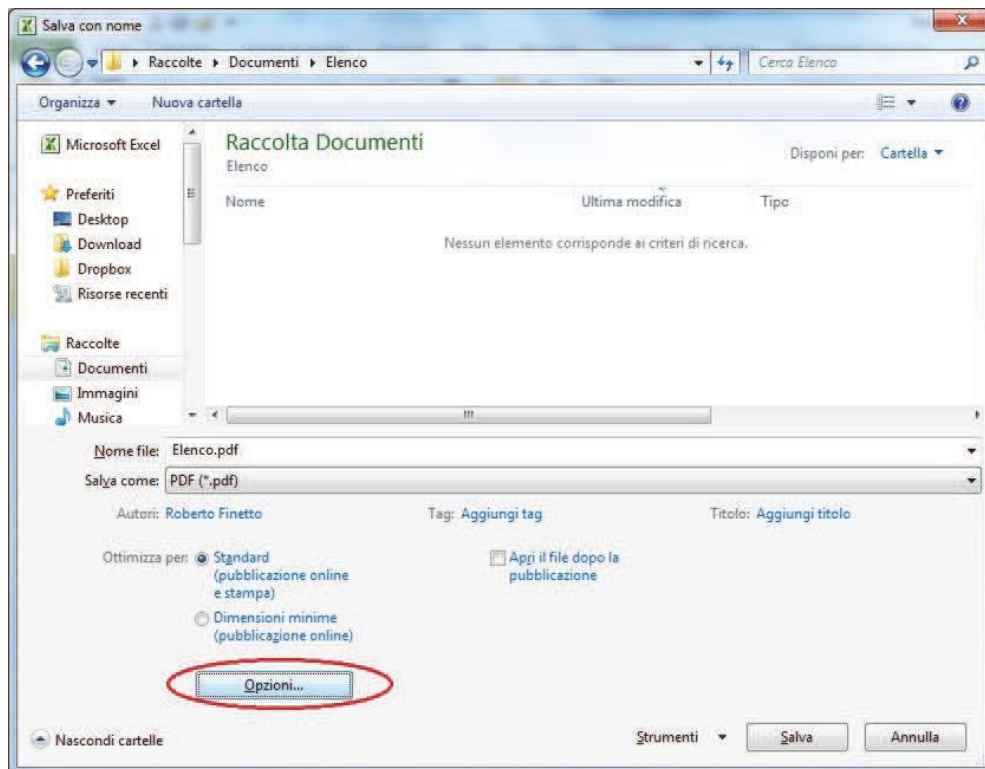 Salva con nome
Raccolte Documenti Elenco Cerca Elenco
Organizza Nuova cartella
Microsoft Excel
Preferiti
Desktop
Download
Dropbox
Risorse recenti
Raccolte
Documenti
Immagini
Musica
Raccolta Documenti
Elenco
Disponi per: Cartella
Nome Ultima modifica Tipo
Nessun elemento corrisponde ai criteri di ricerca.
Nome file: Elenco.pdf
Salva come: PDF (*.pdf)
Autori: Roberto Finetto Tag: Aggiungi tag Titolo: Aggiungi titolo
Ottimizza per: Standard
(pubblicazione online
e stampa)
Dimensioni minime
(pubblicazione online)
Apri il file dopo la
pubblicazione
Opzioni...
Nascondi cartelle Strumenti Salva Annulla